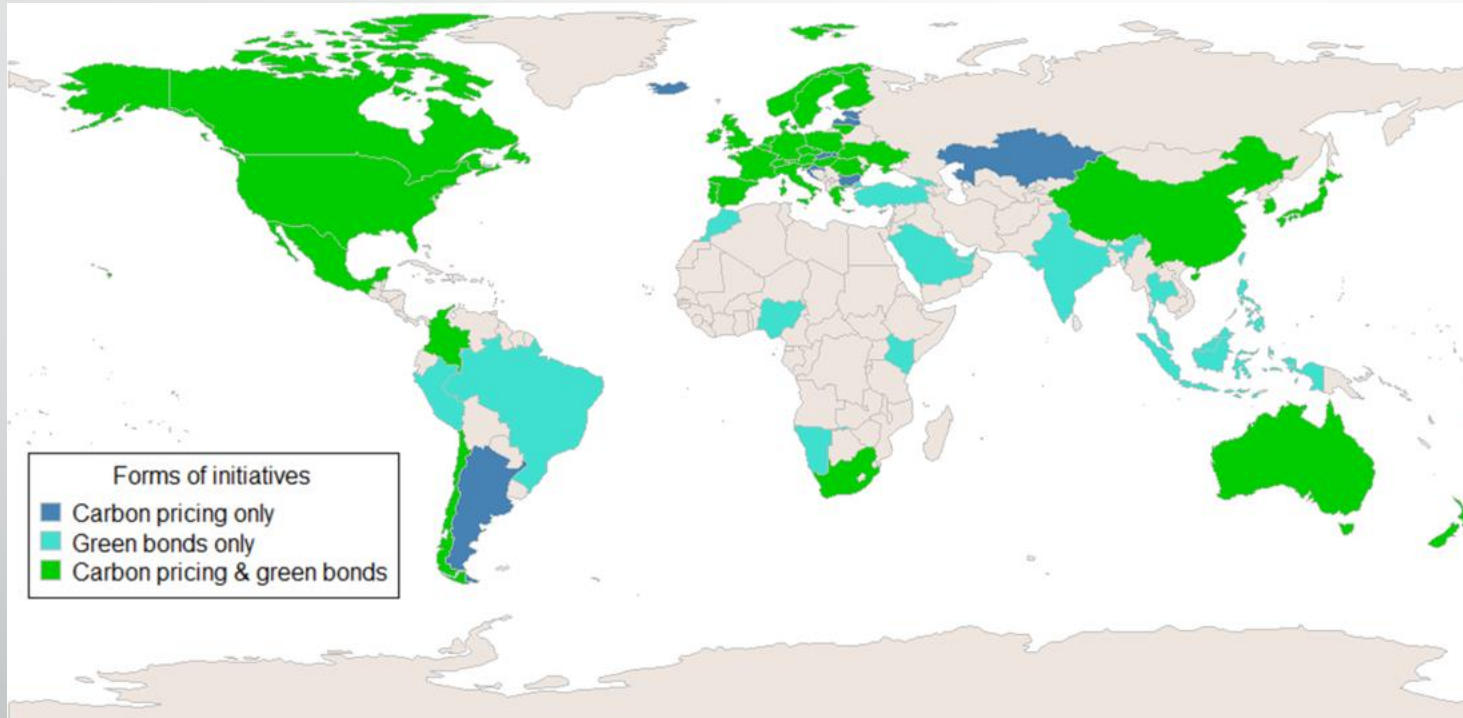 Forms of initiatives
Carbon pricing only
Green bonds only
Carbon pricing & green bonds